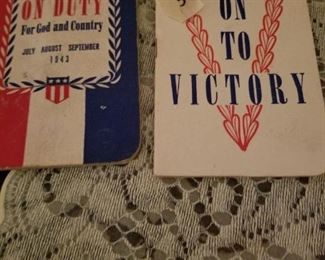 ON DUTY
For God and Country
JULY AUGUST SEPTEMBER
1943
ON
TO
VICTORY